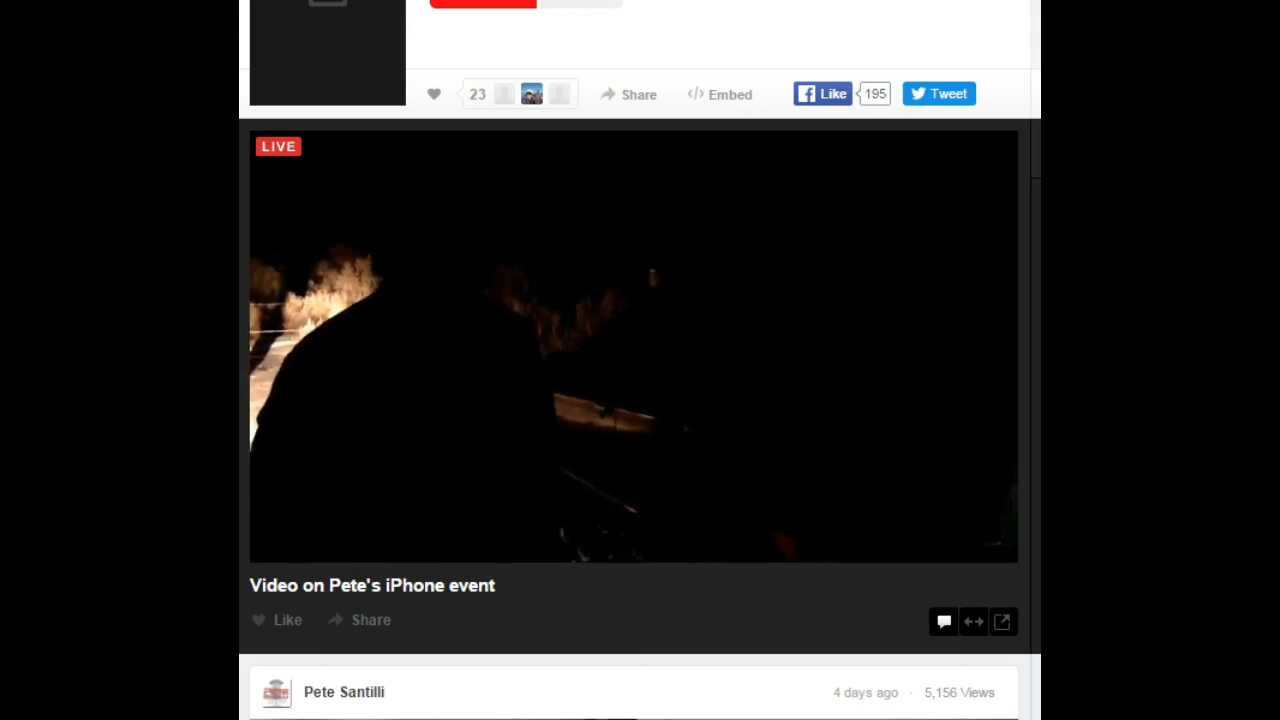 23 Share </> Embed Like 195 Tweet
LIVE
Video on Pete's iPhone event
Like Share
Pete Santilli 4 days ago · 5,156 Views